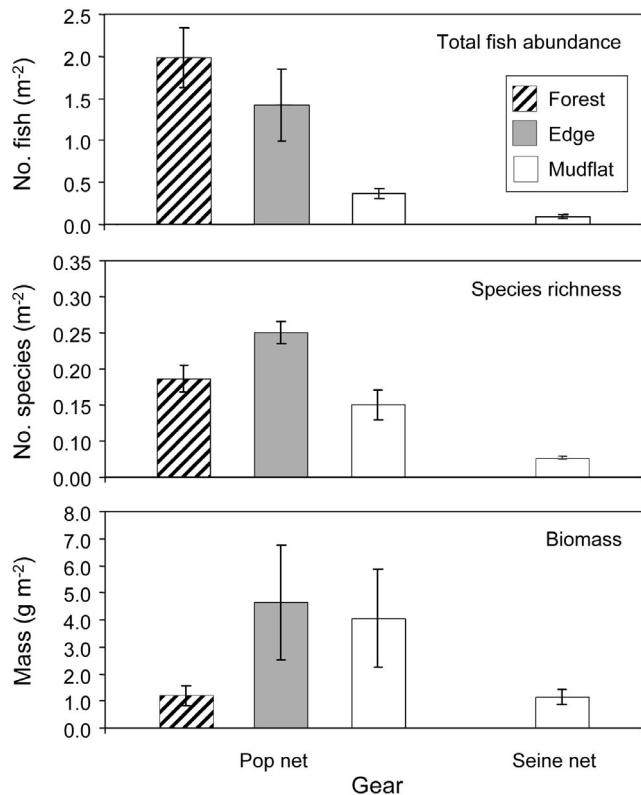 Total fish abundance
No. fish (m⁻²)
2.5
2.0
1.5
1.0
0.5
0.0
Forest
Edge
Mudflat
Species richness
No. species (m⁻²)
0.35
0.30
0.25
0.20
0.15
0.10
0.00
Biomass
Mass (g m⁻²)
8.0
7.0
6.0
5.0
4.0
3.0
2.0
1.0
0.0
Pop net Seine net
Gear